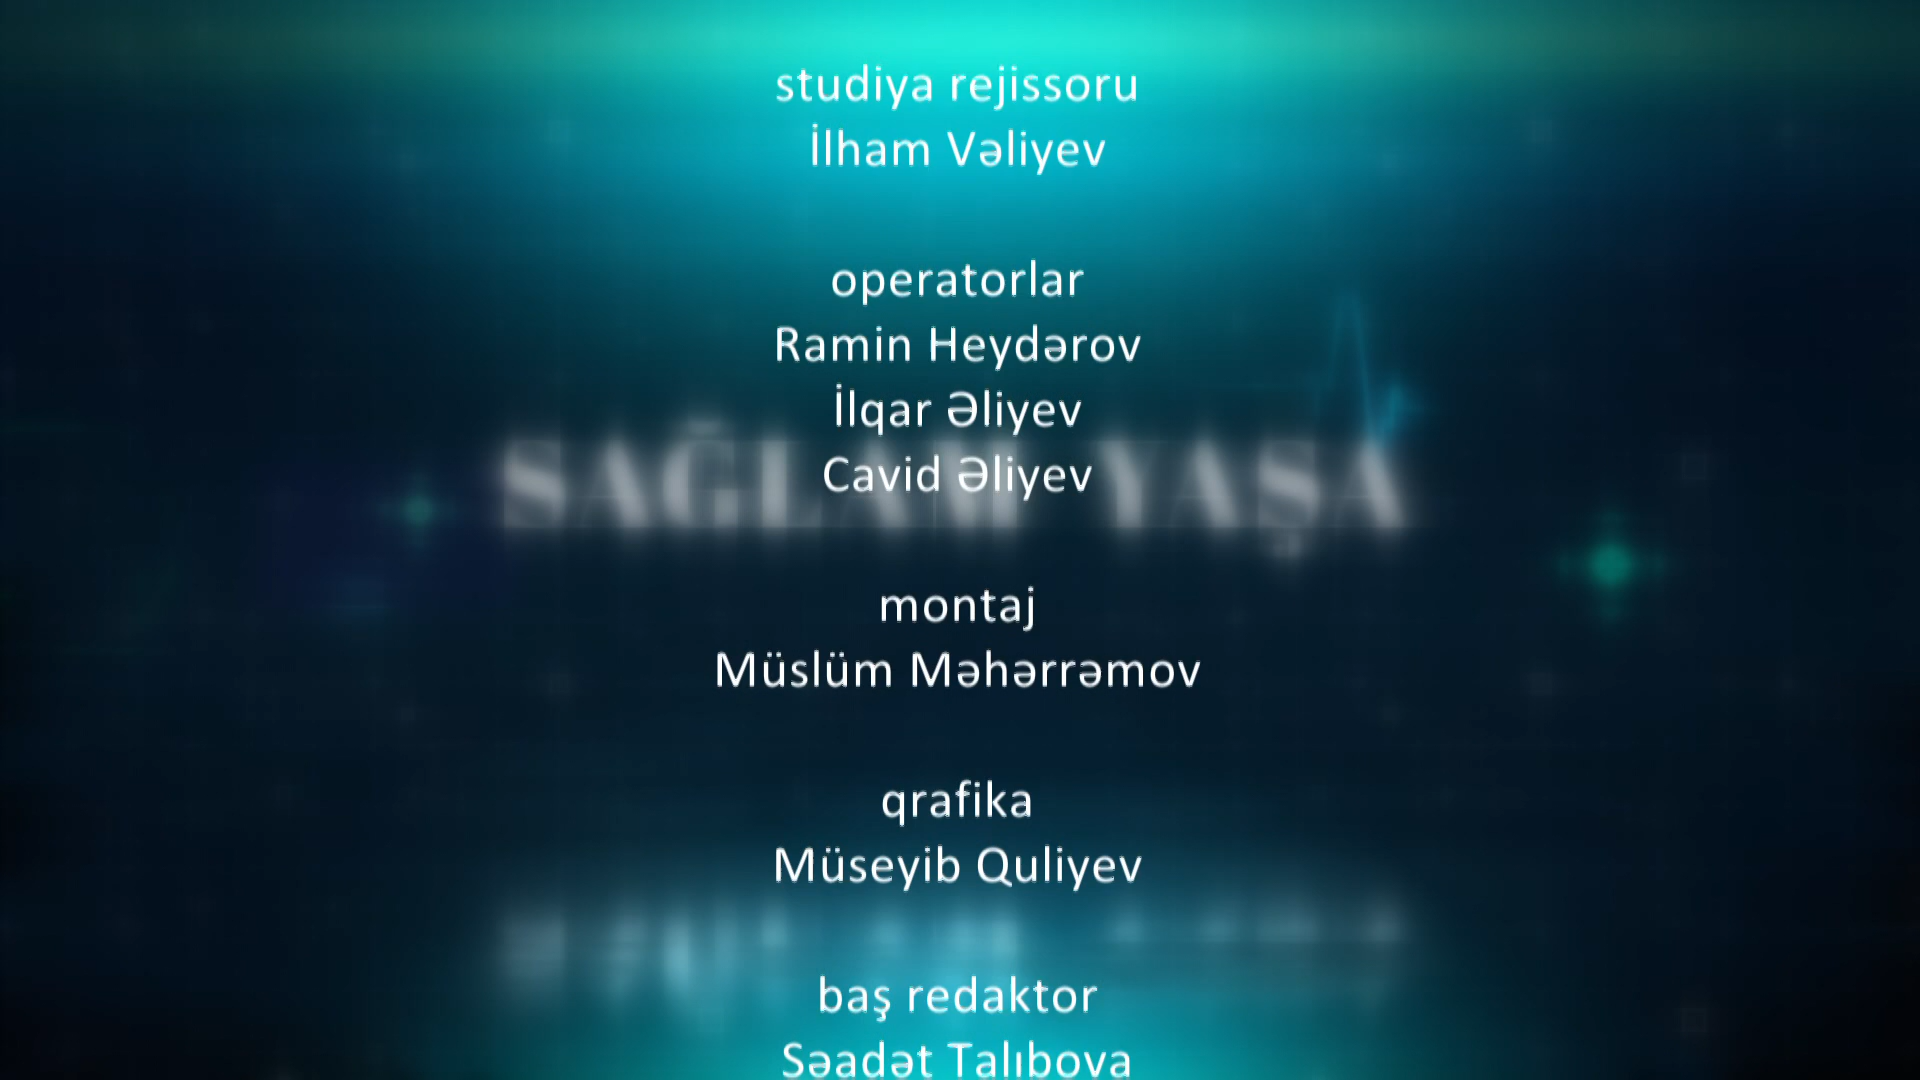 studiya rejissoru
İlham Vəliyev
operatorlar
Ramin Heydərov
İlqar Əliyev
Cavid Əliyev
SAĞLAM YAŞA
montaj
Müslüm Məhərrəmov
qrafika
Müseyib Quliyev
baş redaktor
Səadət Talıbova